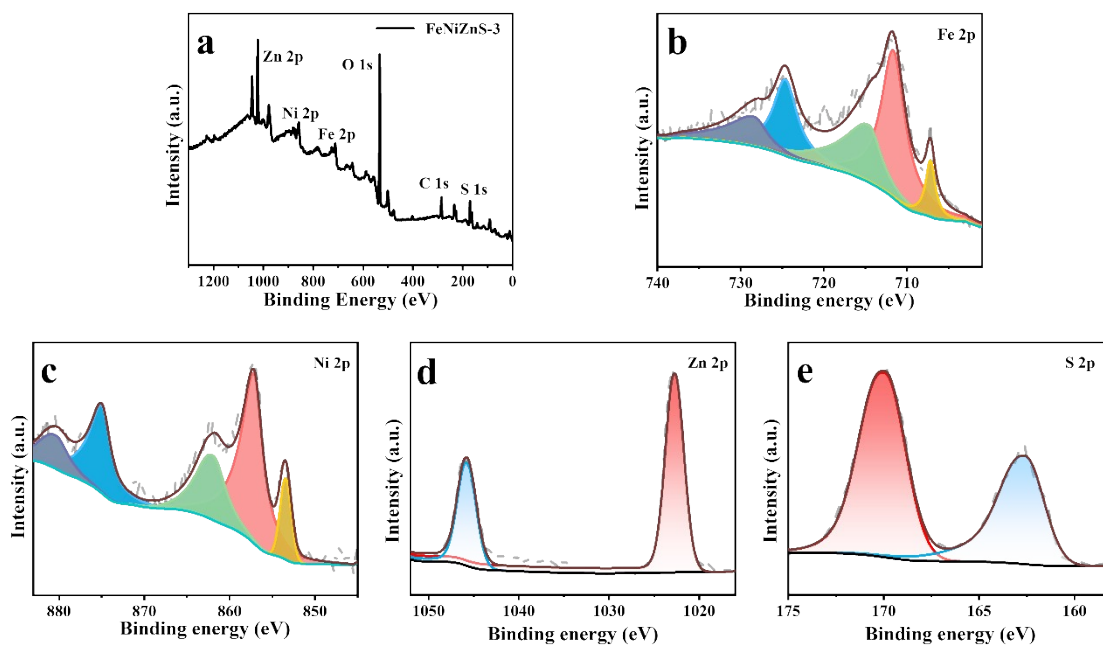 a
FeNiZnS-3
Zn 2p
O 1s
Ni 2p
Fe 2p
C 1s
S 1s
Intensity (a.u.)
1200 1000 800 600 400 200 0
Binding Energy (eV)
b
Fe 2p
Intensity (a.u.)
740 730 720 710
Binding energy (eV)
c
Ni 2p
Intensity (a.u.)
880 870 860 850
Binding energy (eV)
d
Zn 2p
Intensity (a.u.)
1050 1040 1030 1020
Binding energy (eV)
e
S 2p
Intensity (a.u.)
175 170 165 160
Binding energy (eV)